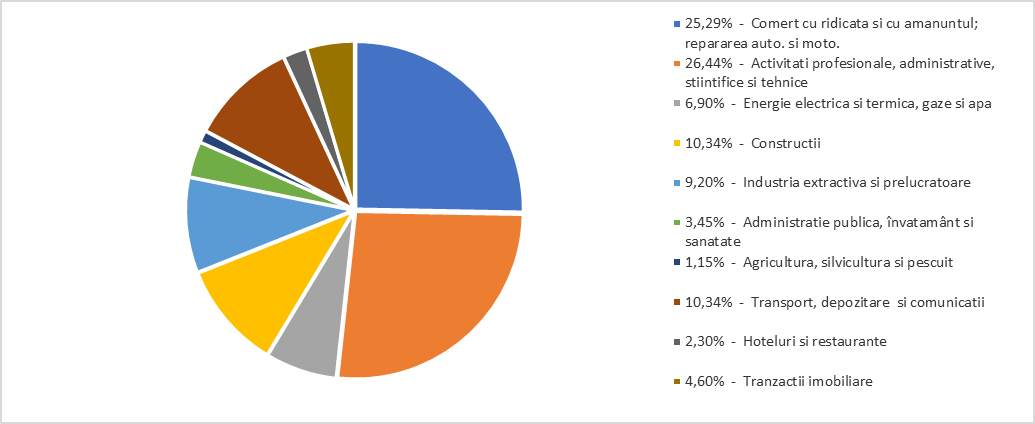 25,29% - Comert cu ridicata si cu amanuntul;
repararea auto. si moto.
26,44% - Activitati profesionale, administrative,
stiintifice si tehnice
6,90% - Energie electrica si termica, gaze si apa
10,34% - Constructii
9,20% - Industria extractiva si prelucratoare
3,45% - Administratie publica, învatamânt si
sanatate
1,15% - Agricultura, silvicultura si pescuit
10,34% - Transport, depozitare si comunicatii
2,30% - Hoteluri si restaurante
4,60% - Tranzactii imobiliare